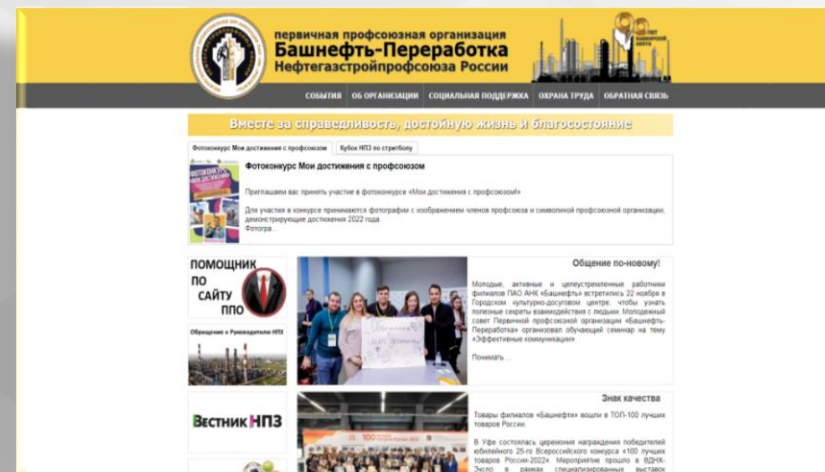 первичная профсоюзная организация
Башнефть-Переработка
Нефтегазстройпрофсоюза России
СОБЫТИЯ ОБ ОРГАНИЗАЦИИ СОЦИАЛЬНАЯ ПОДДЕРЖКА ОХРАНА ТРУДА ОБРАТНАЯ СВЯЗЬ
Вместе за справедливость, достойную жизнь и благосостояние
Фотоконкурс Мои достижения с профсоюзом Кубок НПЗ по стритболу
Фотоконкурс Мои достижения с профсоюзом
ФОТОКОНКУРС
МОИ ДОСТИЖЕНИЯ
Приглашаем вас принять участие в фотоконкурсе «Мои достижения с профсоюзом!»
Для участия в конкурсе принимаются фотографии с изображением членов профсоюза и символикой профсоюзной организации,
демонстрирующие достижения 2022 года.
Фотогра...
ПОМОЩНИК
ПО
САЙТУ
ППО
Обращение к Руководителю НПЗ
Вестник НПЗ
Общение по-новому!
Молодые, активные и целеустремленные работники
филиалов ПАО АНК «Башнефть» встретились 22 ноября в
Городском культурно-досуговом центре, чтобы узнать
полезные секреты взаимодействия с людьми. Молодежный
совет Первичной профсоюзной организации «Башнефть-
Переработка» организовал обучающий семинар на тему
«Эффективные коммуникации».
Понимать ...
Знак качества
Товары филиалов «Башнефти» вошли в ТОП-100 лучших
товаров России.
В Уфе состоялась церемония награждения победителей
юбилейного 25-го Всероссийского конкурса «100 лучших
товаров России-2022». Мероприятие прошло в ВДНХ-
Экспо в рамках специализированных выставок